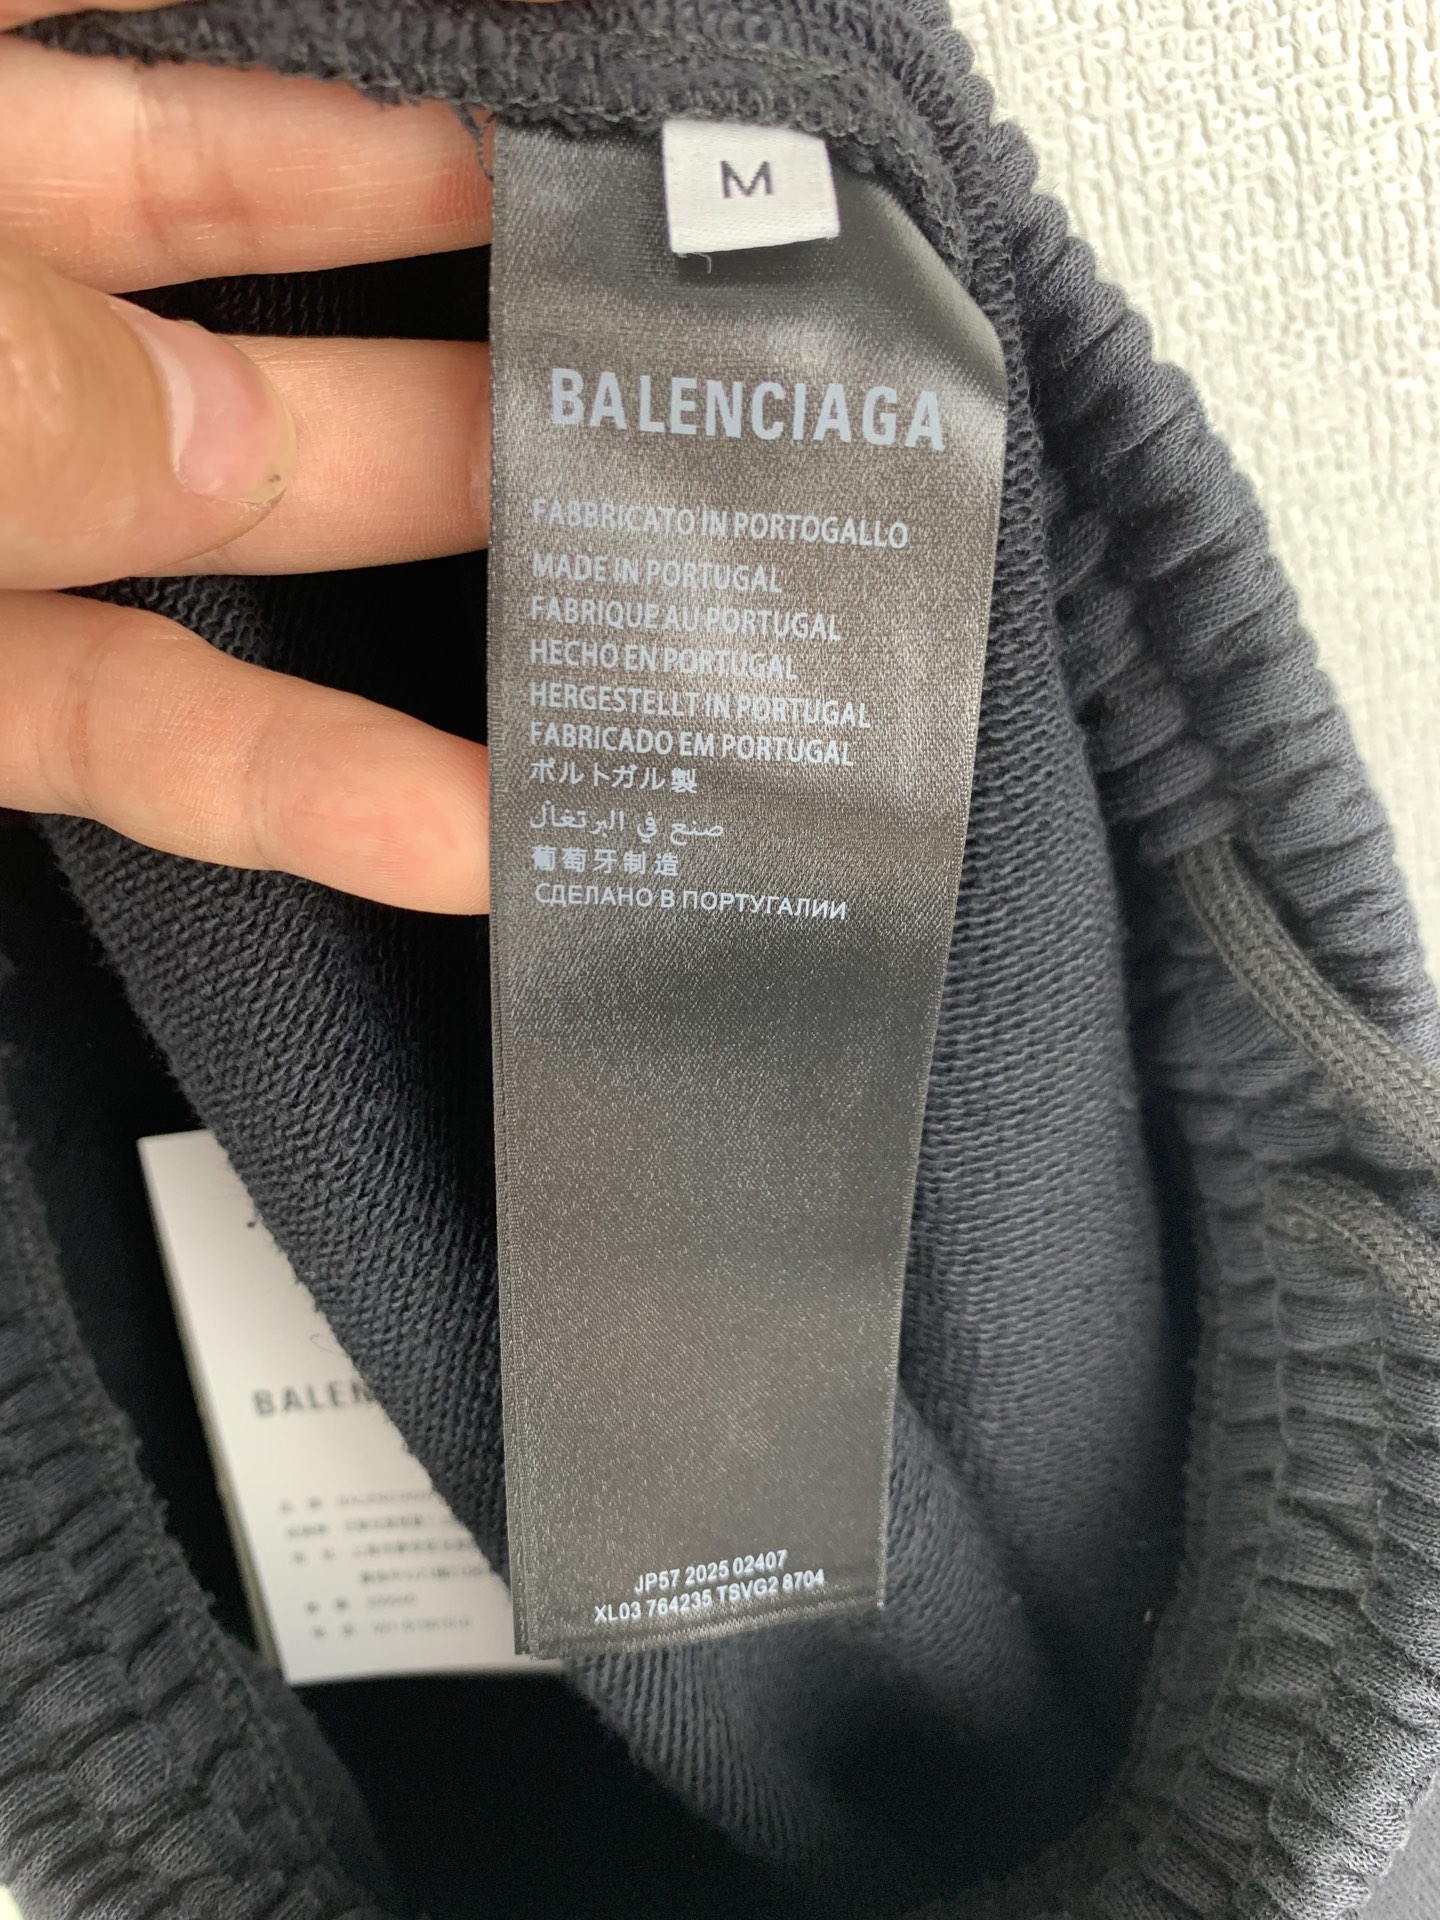 M
BALENCIAGA
FABBRICATO IN PORTOGALLO
MADE IN PORTUGAL
FABRIQUE AU PORTUGAL
HECHO EN PORTUGAL
HERGESTELLT IN PORTUGAL
FABRICADO EM PORTUGAL
ポルトガル製
صنع في البرتغال
葡萄牙制造
СДЕЛАНО В ПОРТУГАЛИИ
JP57 2025 02407
XL03 764235 TSVG2 8704
BALEN